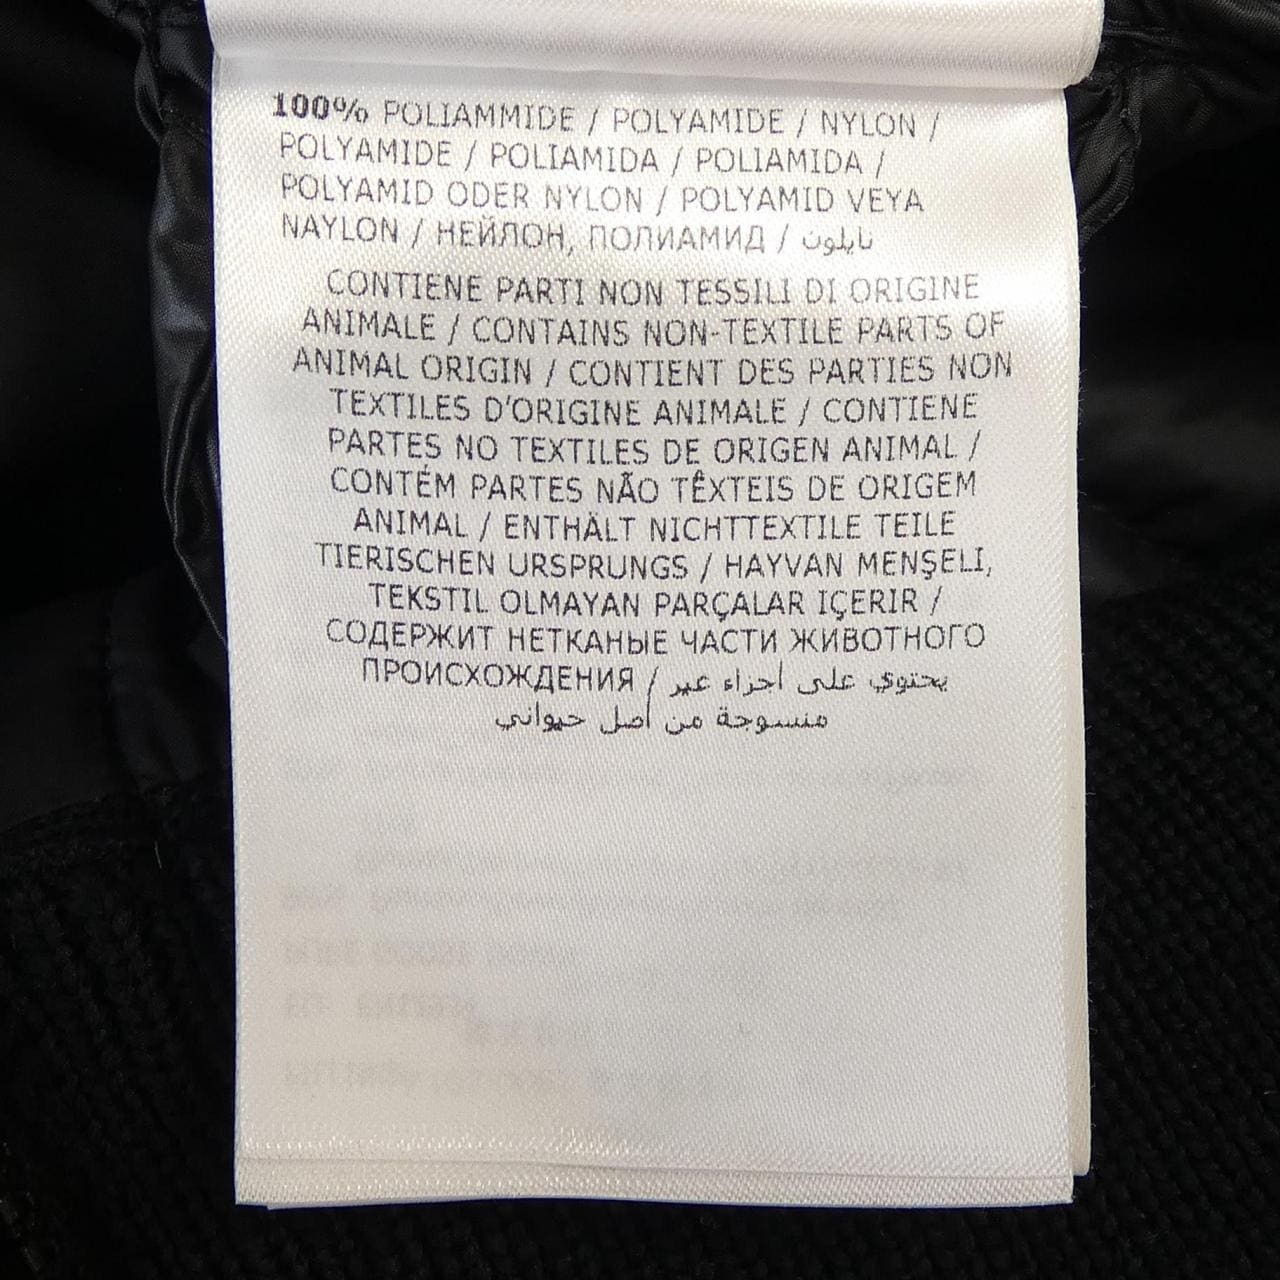 100% POLIAMMIDE / POLYAMIDE / NYLON /
POLYAMIDE / POLIAMIDA / POLIAMIDA /
POLYAMID ODER NYLON / POLYAMID VEYA
NAYLON / НЕЙЛОН, ПОЛИАМИД / نايلون
CONTIENE PARTI NON TESSILI DI ORIGINE
ANIMALE / CONTAINS NON-TEXTILE PARTS OF
ANIMAL ORIGIN / CONTIENT DES PARTIES NON
TEXTILES D'ORIGINE ANIMALE / CONTIENE
PARTES NO TEXTILES DE ORIGEN ANIMAL /
CONTÉM PARTES NÃO TÊXTEIS DE ORIGEM
ANIMAL / ENTHÄLT NICHTTEXTILE TEILE
TIERISCHEN URSPRUNGS / HAYVAN MENŞELI,
TEKSTIL OLMAYAN PARÇALAR IÇERIR /
СОДЕРЖИТ НЕТКАНЫЕ ЧАСТИ ЖИВОТНОГО
ПРОИСХОЖДЕНИЯ / يحتوي على أجزاء غير
منسوجة من أصل حيواني